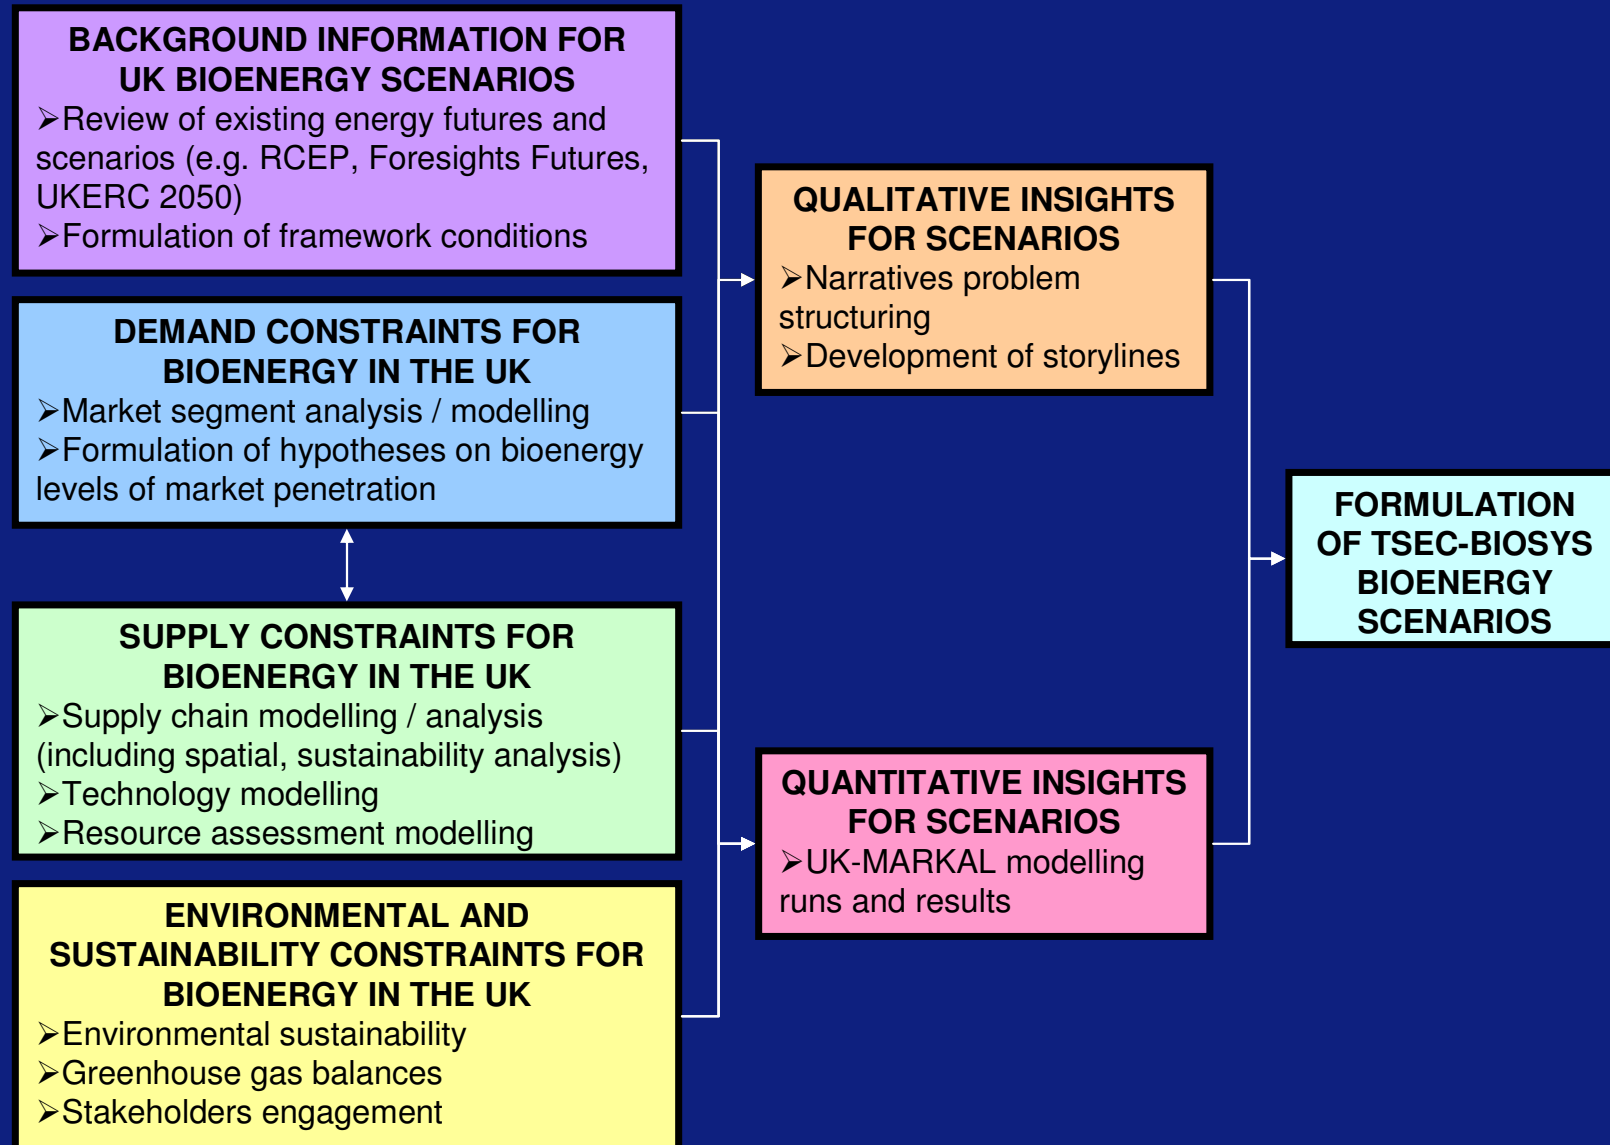 BACKGROUND INFORMATION FOR
UK BIOENERGY SCENARIOS
➢Review of existing energy futures and
scenarios (e.g. RCEP, Foresights Futures,
UKERC 2050)
➢Formulation of framework conditions
DEMAND CONSTRAINTS FOR
BIOENERGY IN THE UK
➢Market segment analysis / modelling
➢Formulation of hypotheses on bioenergy
levels of market penetration
SUPPLY CONSTRAINTS FOR
BIOENERGY IN THE UK
➢Supply chain modelling / analysis
(including spatial, sustainability analysis)
➢Technology modelling
➢Resource assessment modelling
ENVIRONMENTAL AND
SUSTAINABILITY CONSTRAINTS FOR
BIOENERGY IN THE UK
➢Environmental sustainability
➢Greenhouse gas balances
➢Stakeholders engagement
QUALITATIVE INSIGHTS
FOR SCENARIOS
➢Narratives problem
structuring
➢Development of storylines
QUANTITATIVE INSIGHTS
FOR SCENARIOS
➢UK-MARKAL modelling
runs and results
FORMULATION
OF TSEC-BIOSYS
BIOENERGY
SCENARIOS